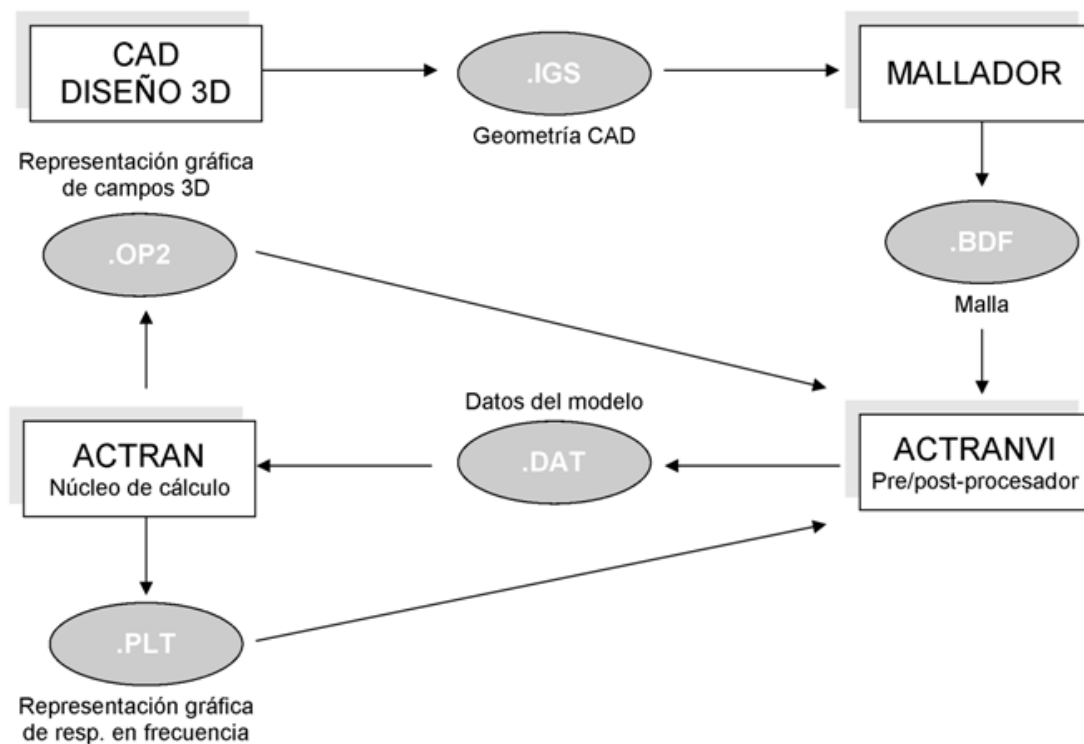 CAD
DISEÑO 3D
.IGS
Geometría CAD
MALLADOR
Representación gráfica
de campos 3D
.OP2
.BDF
Malla
Datos del modelo
.DAT
ACTRAN
Núcleo de cálculo
ACTRANVI
Pre/post-procesador
.PLT
Representación gráfica
de resp. en frecuencia